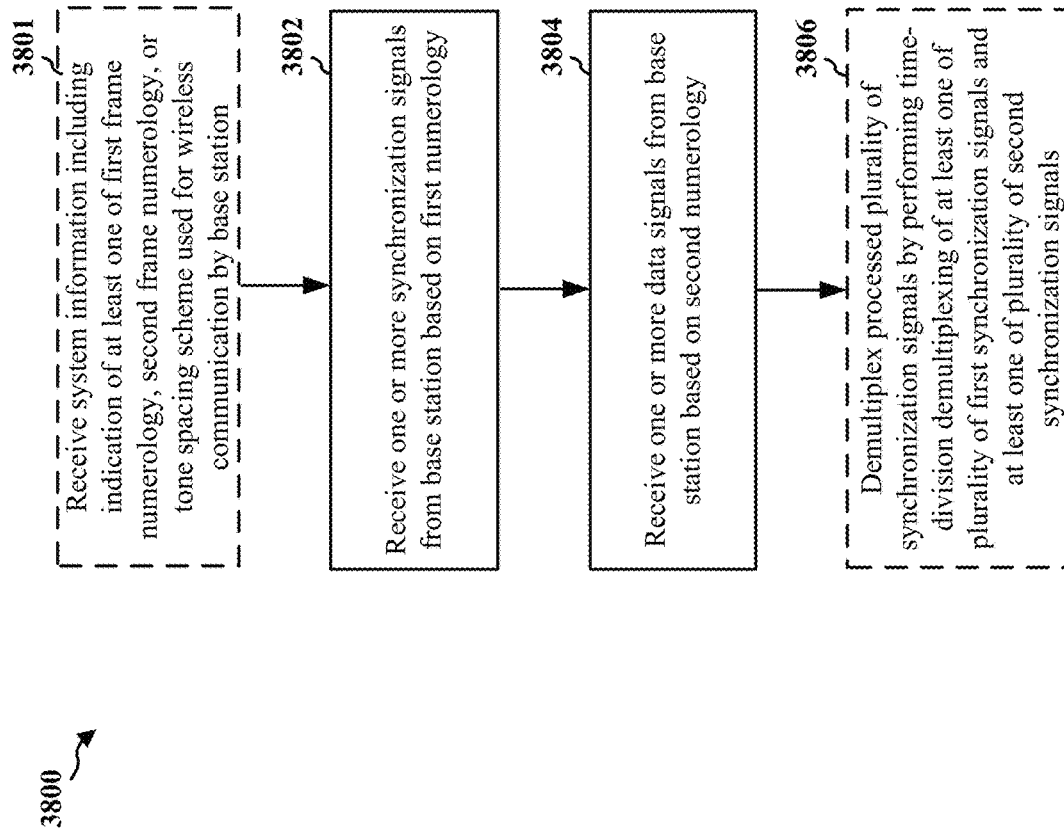 3800
3801
Receive system information including
indication of at least one of first frame
numerology, second frame numerology, or
tone spacing scheme used for wireless
communication by base station
3802
Receive one or more synchronization signals
from base station based on first numerology
3804
Receive one or more data signals from base
station based on second numerology
3806
Demultiplex processed plurality of
synchronization signals by performing time-
division demultiplexing of at least one of
plurality of first synchronization signals and
at least one of plurality of second
synchronization signals